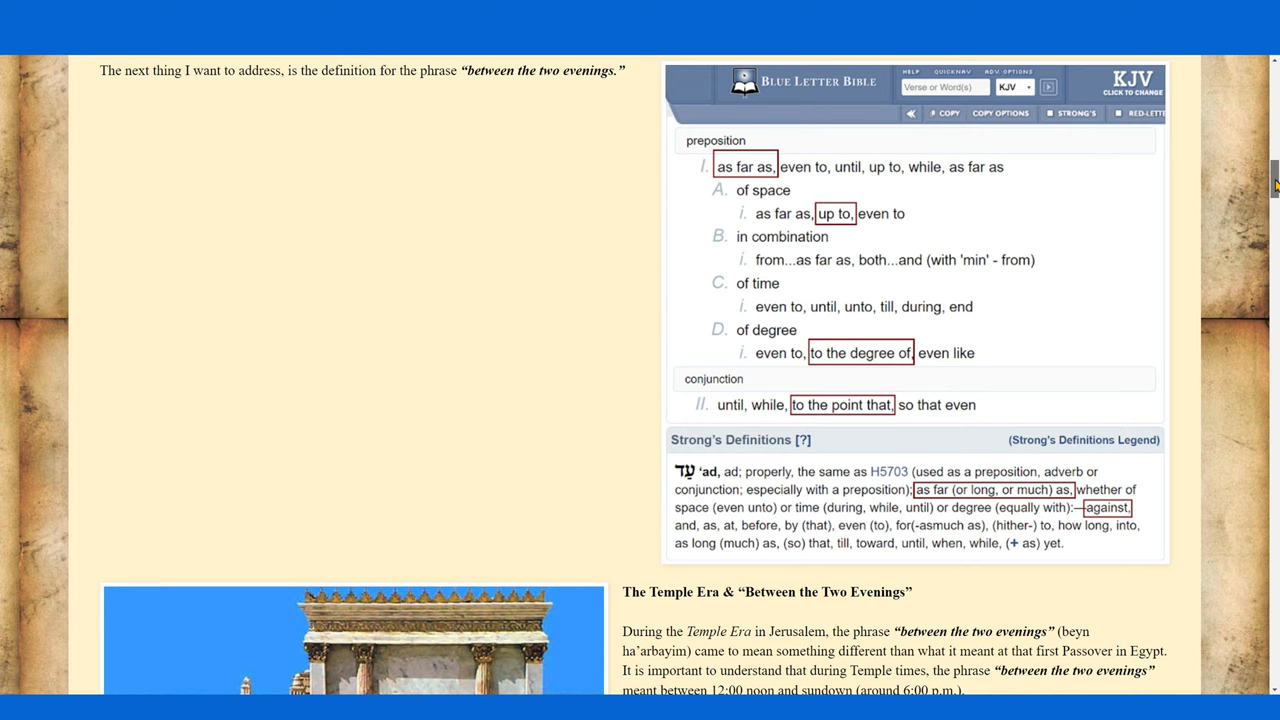 The next thing I want to address, is the definition for the phrase “between the two evenings.”
BLUE LETTER BIBLE
HELP QUICKNAV ADV. OPTIONS
Verse or Word(s)
KJV
KJV
CLICK TO CHANGE
COPY COPY OPTIONS STRONG'S RED-LETTE
preposition
I. as far as, even to, until, up to, while, as far as
A. of space
i. as far as, up to, even to
B. in combination
i. from...as far as, both...and (with 'min' - from)
C. of time
i. even to, until, unto, till, during, end
D. of degree
i. even to, to the degree of, even like
conjunction
II. until, while, to the point that, so that even
Strong's Definitions [?] (Strong's Definitions Legend)
עַד ʻad, ad; properly, the same as H5703 (used as a preposition, adverb or
conjunction; especially with a preposition); as far (or long, or much) as, whether of
space (even unto) or time (during, while, until) or degree (equally with):—against,
and, as, at, before, by (that), even (to), for(-asmuch as), (hither-) to, how long, into,
as long (much) as, (so) that, till, toward, until, when, while, (+ as) yet.
The Temple Era & “Between the Two Evenings”
During the Temple Era in Jerusalem, the phrase “between the two evenings” (beyn
ha’arbayim) came to mean something different than what it meant at that first Passover in Egypt.
It is important to understand that during Temple times, the phrase “between the two evenings”
meant between 12:00 noon and sundown (around 6:00 p.m.).